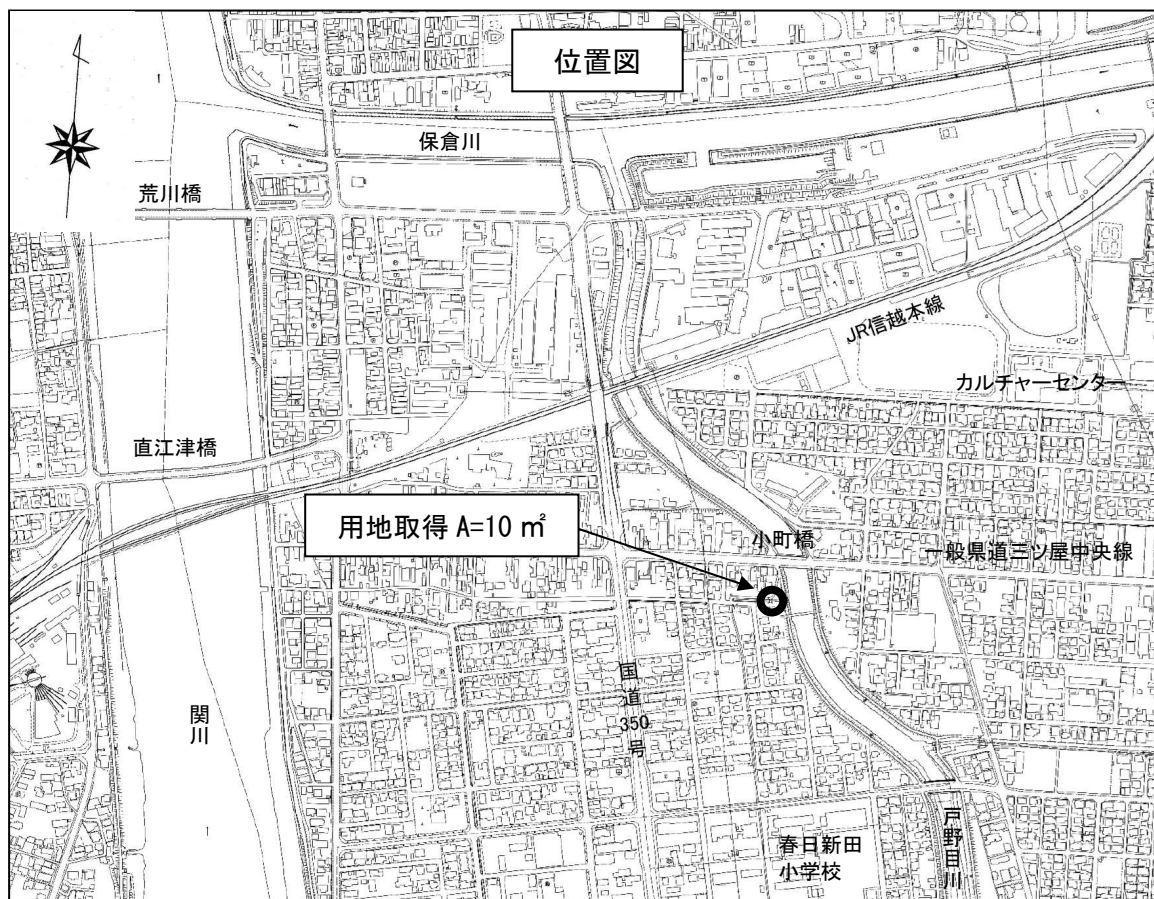 位置図
保倉川
荒川橋
JR信越本線
カルチャーセンター
直江津橋
用地取得 A=10 ㎡
小町橋
一般県道三ツ屋中央線
国道350号
関川
春日新田
小学校
戸野目川